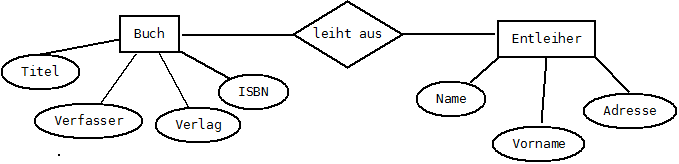 Buch
leiht aus
Entleiher
Titel
ISBN
Name
Adresse
Verfasser
Verlag
Vorname